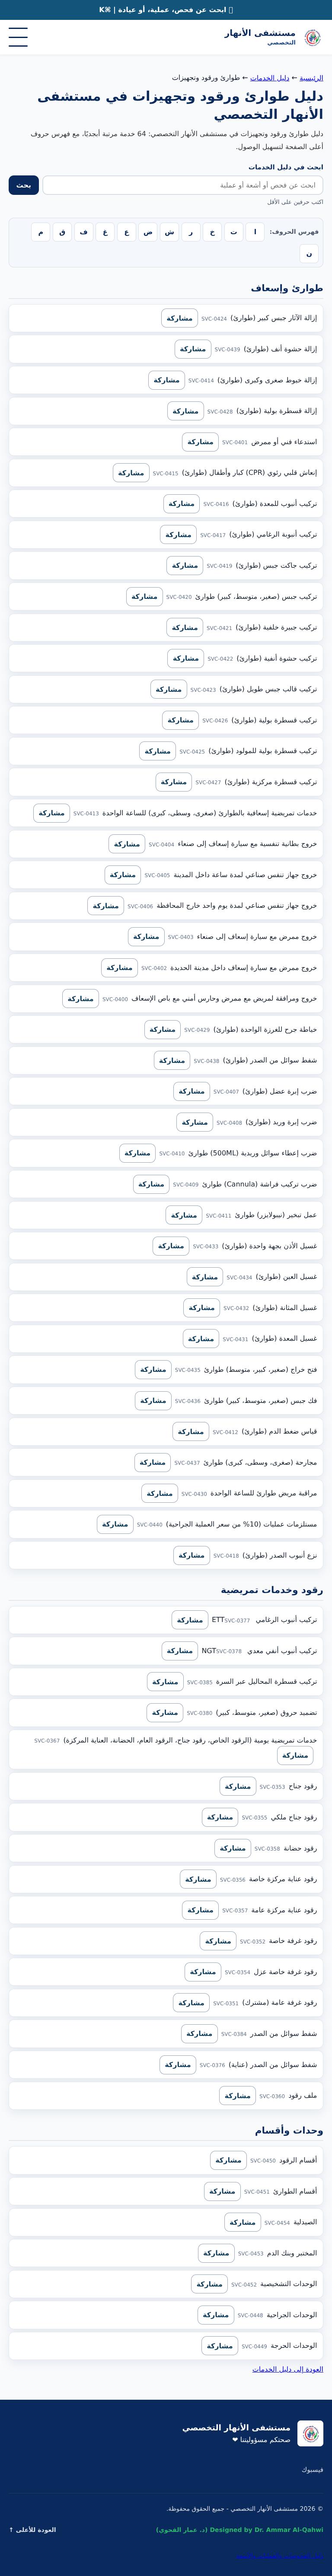 ابحث عن فحص، عملية، أو عيادة | ⌘K
مستشفى الأنهار
التخصصي
الرئيسية ← دليل الخدمات ← طوارئ ورقود وتجهيزات
دليل طوارئ ورقود وتجهيزات في مستشفى
الأنهار التخصصي
دليل طوارئ ورقود وتجهيزات في مستشفى الأنهار التخصصي: 64 خدمة مرتبة أبجديًا، مع فهرس حروف
أعلى الصفحة لتسهيل الوصول.
ابحث في دليل الخدمات
ابحث عن فحص أو أشعة أو عملية
بحث
اكتب حرفين على الأقل
فهرس الحروف: ا ت خ ر ش ض ع غ ف ق م
ن
طوارئ وإسعاف
إزالة الآثار جبس كبير (طوارئ) SVC-0424 مشاركة
إزالة حشوة أنف (طوارئ) SVC-0439 مشاركة
إزالة خيوط صغرى وكبرى (طوارئ) SVC-0414 مشاركة
إزالة قسطرة بولية (طوارئ) SVC-0428 مشاركة
استدعاء فني أو ممرض SVC-0401 مشاركة
إنعاش قلبي رئوي (CPR) كبار وأطفال (طوارئ) SVC-0415 مشاركة
تركيب أنبوب للمعدة (طوارئ) SVC-0416 مشاركة
تركيب أنبوبة الرغامي (طوارئ) SVC-0417 مشاركة
تركيب جاكت جبس (طوارئ) SVC-0419 مشاركة
تركيب جبس (صغير، متوسط، كبير) طوارئ SVC-0420 مشاركة
تركيب جبيرة خلفية (طوارئ) SVC-0421 مشاركة
تركيب حشوة أنفية (طوارئ) SVC-0422 مشاركة
تركيب قالب جبس طويل (طوارئ) SVC-0423 مشاركة
تركيب قسطرة بولية (طوارئ) SVC-0426 مشاركة
تركيب قسطرة بولية للمولود (طوارئ) SVC-0425 مشاركة
تركيب قسطرة مركزية (طوارئ) SVC-0427 مشاركة
خدمات تمريضية إسعافية بالطوارئ (صغرى، وسطى، كبرى) للساعة الواحدة SVC-0413 مشاركة
خروج بطانية تنفسية مع سيارة إسعاف إلى صنعاء SVC-0404 مشاركة
خروج جهاز تنفس صناعي لمدة ساعة داخل المدينة SVC-0405 مشاركة
خروج جهاز تنفس صناعي لمدة يوم واحد خارج المحافظة SVC-0406 مشاركة
خروج ممرض مع سيارة إسعاف إلى صنعاء SVC-0403 مشاركة
خروج ممرض مع سيارة إسعاف داخل مدينة الحديدة SVC-0402 مشاركة
خروج ومرافقة لمريض مع ممرض وحارس أمني مع باص الإسعاف SVC-0400 مشاركة
خياطة جرح للغرزة الواحدة (طوارئ) SVC-0429 مشاركة
شفط سوائل من الصدر (طوارئ) SVC-0438 مشاركة
ضرب إبرة عضل (طوارئ) SVC-0407 مشاركة
ضرب إبرة وريد (طوارئ) SVC-0408 مشاركة
ضرب إعطاء سوائل وريدية (500ML) طوارئ SVC-0410 مشاركة
ضرب تركيب فراشة (Cannula) طوارئ SVC-0409 مشاركة
عمل تبخير (نيبولايزر) طوارئ SVC-0411 مشاركة
غسيل الأذن بجهة واحدة (طوارئ) SVC-0433 مشاركة
غسيل العين (طوارئ) SVC-0434 مشاركة
غسيل المثانة (طوارئ) SVC-0432 مشاركة
غسيل المعدة (طوارئ) SVC-0431 مشاركة
فتح خراج (صغير، كبير، متوسط) طوارئ SVC-0435 مشاركة
فك جبس (صغير، متوسط، كبير) طوارئ SVC-0436 مشاركة
قياس ضغط الدم (طوارئ) SVC-0412 مشاركة
مجارحة (صغرى، وسطى، كبرى) طوارئ SVC-0437 مشاركة
مراقبة مريض طوارئ للساعة الواحدة SVC-0430 مشاركة
مستلزمات عمليات (10% من سعر العملية الجراحية) SVC-0440 مشاركة
نزع أنبوب الصدر (طوارئ) SVC-0418 مشاركة
رقود وخدمات تمريضية
تركيب أنبوب الرغامي ETT SVC-0377 مشاركة
تركيب أنبوب أنفي معدي NGT SVC-0378 مشاركة
تركيب قسطرة المحاليل عبر السرة SVC-0385 مشاركة
تضميد حروق (صغير، متوسط، كبير) SVC-0380 مشاركة
خدمات تمريضية يومية (الرقود الخاص، رقود جناح، الرقود العام، الحضانة، العناية المركزة) SVC-0367
مشاركة
رقود جناح SVC-0353 مشاركة
رقود جناح ملكي SVC-0355 مشاركة
رقود حضانة SVC-0358 مشاركة
رقود عناية مركزة خاصة SVC-0356 مشاركة
رقود عناية مركزة عامة SVC-0357 مشاركة
رقود غرفة خاصة SVC-0352 مشاركة
رقود غرفة خاصة عزل SVC-0354 مشاركة
رقود غرفة عامة (مشترك) SVC-0351 مشاركة
شفط سوائل من الصدر SVC-0384 مشاركة
شفط سوائل من الصدر (عناية) SVC-0376 مشاركة
ملف رقود SVC-0360 مشاركة
وحدات وأقسام
أقسام الرقود SVC-0450 مشاركة
أقسام الطوارئ SVC-0451 مشاركة
الصيدلية SVC-0454 مشاركة
المختبر وبنك الدم SVC-0453 مشاركة
الوحدات التشخيصية SVC-0452 مشاركة
الوحدات الجراحية SVC-0448 مشاركة
الوحدات الحرجة SVC-0449 مشاركة
العودة إلى دليل الخدمات
مستشفى الأنهار التخصصي
صحتكم مسؤوليتنا ❤
فيسبوك
© 2026 مستشفى الأنهار التخصصي - جميع الحقوق محفوظة.
Designed by Dr. Ammar Al-Qahwi (د. عمار القحوي)
العودة للأعلى ↑